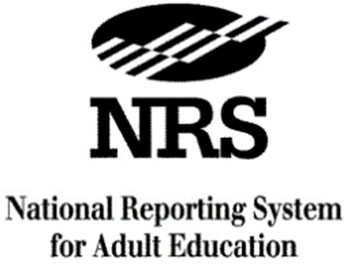 NRS
National Reporting System
for Adult Education